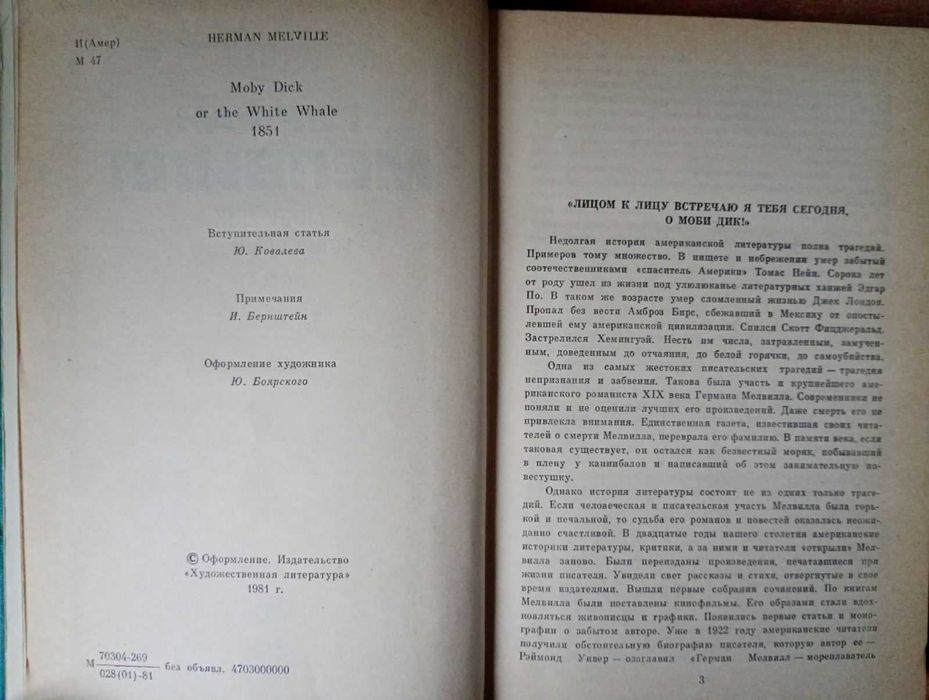 И(Амер)
М 47
HERMAN MELVILLE
Moby Dick
or the White Whale
1851
Вступительная статья
Ю. Ковалева
Примечания
И. Бернштейн
Оформление художника
Ю. Боярского
© Оформление. Издательство
«Художественная литература»
1981 г.
М 70304-269
028(01)-81 без объявл. 4703000000
«ЛИЦОМ К ЛИЦУ ВСТРЕЧАЮ Я ТЕБЯ СЕГОДНЯ,
О МОБИ ДИК!»
Недолгая история американской литературы полна трагедий.
Примеров тому множество. В нищете и небрежении умер забытый
соотечественниками «спаситель Америки» Томас Пейн. Сорока лет
от роду ушел из жизни под улюлюканье литературных ханжей Эдгар
По. В таком же возрасте умер сломленный жизнью Джек Лондон.
Пропал без вести Амброз Бирс, сбежавший в Мексику от опосты-
левшей ему американской цивилизации. Спился Скотт Фицджеральд.
Застрелился Хемингуэй. Несть им числа, затравленным, замучен-
ным, доведенным до отчаяния, до белой горячки, до самоубийства.
Одна из самых жестоких писательских трагедий — трагедия
непризнания и забвения. Такова была участь и крупнейшего аме-
риканского романиста XIX века Германа Мелвилла. Современники не
поняли и не оценили лучших его произведений. Даже смерть его не
привлекла внимания. Единственная газета, известившая своих чита-
телей о смерти Мелвилла, переврала его фамилию. В памяти века, если
таковая существует, он остался как безвестный моряк, побывавший
в плену у каннибалов и написавший об этом занимательную по-
вестушку.
Однако история литературы состоит не из одних только траге-
дий. Если человеческая и писательская участь Мелвилла была горь-
кой и печальной, то судьба его романов и повестей оказалась неожи-
данно счастливой. В двадцатые годы нашего столетия американские
историки литературы, критики, а за ними и читатели «открыли» Мел-
вилла заново. Были переизданы произведения, печатавшиеся при
жизни писателя. Увидели свет рассказы и стихи, отвергнутые в свое
время издателями. Вышли первые собрания сочинений. По книгам
Мелвилла были поставлены кинофильмы. Его образами стали вдох-
новляться живописцы и графики. Появились первые статьи и моно-
графии о забытом авторе. Уже в 1922 году американские читатели
получили обстоятельную биографию писателя, которую автор ее —
Рэймонд Уивер — озаглавил «Герман Мелвилл — мореплаватель
3